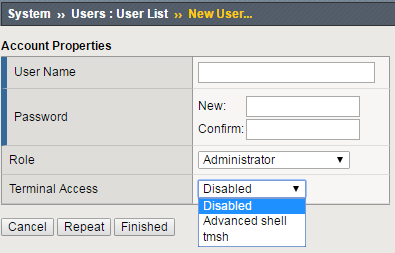 System ›› Users : User List ›› New User...
Account Properties
User Name
Password
New:
Confirm:
Role
Administrator
Terminal Access
Disabled
Disabled
Advanced shell
tmsh
Cancel Repeat Finished